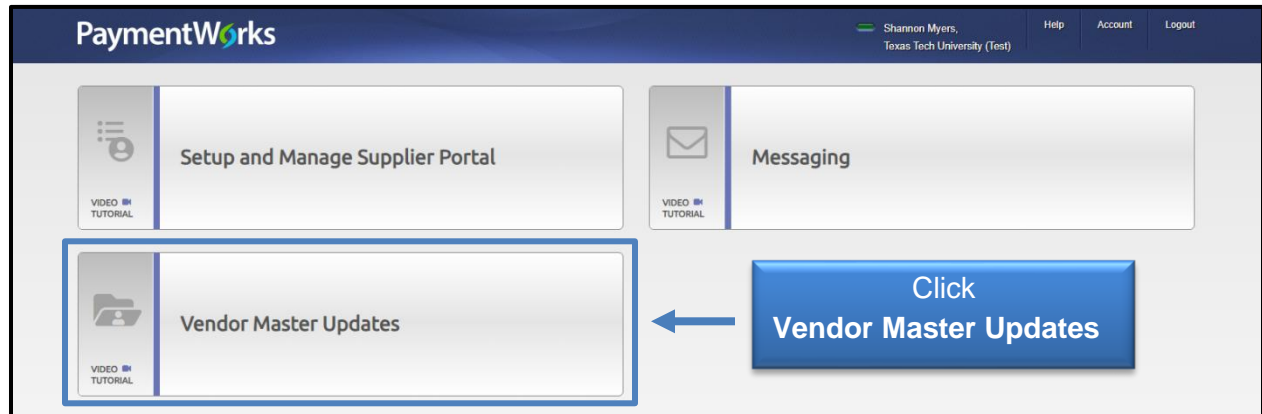 PaymentWorks
Shannon Myers,
Texas Tech University (Test)
Help
Account
Logout
Setup and Manage Supplier Portal
VIDEO
TUTORIAL
Messaging
VIDEO
TUTORIAL
Vendor Master Updates
VIDEO
TUTORIAL
Click
Vendor Master Updates